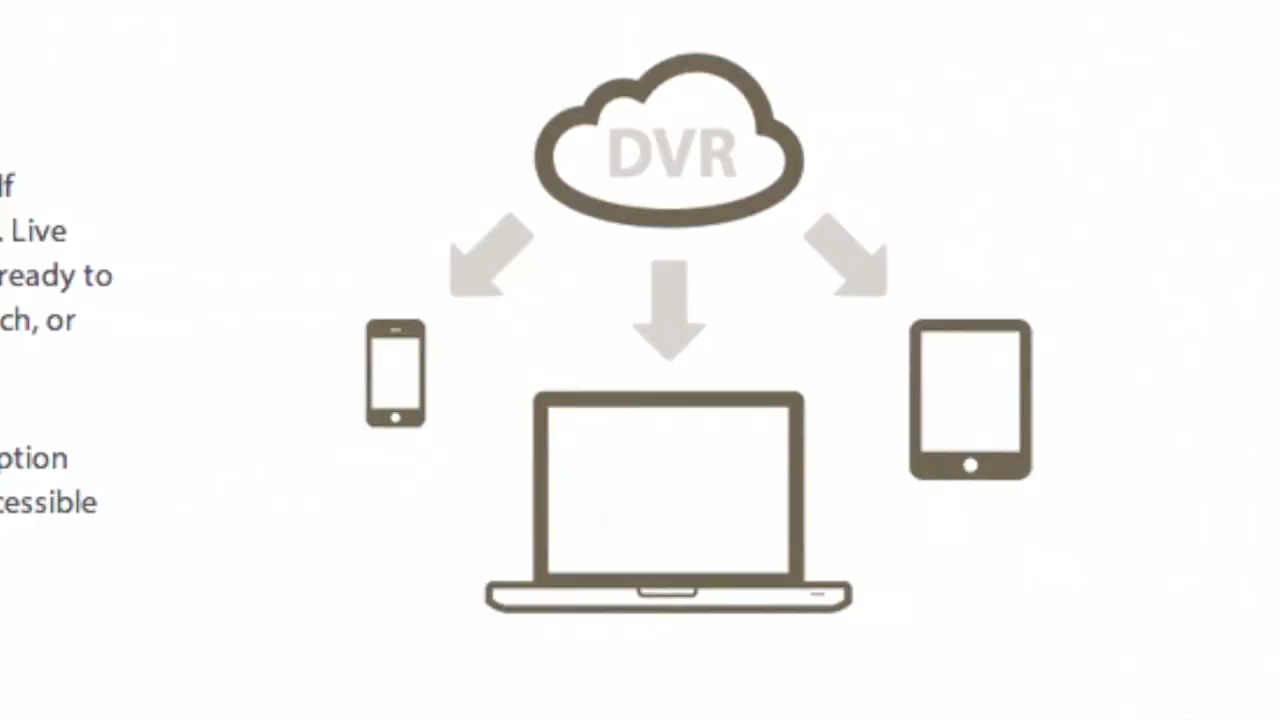 DVR
lf
. Live
ready to
ch, or
ption
cessible